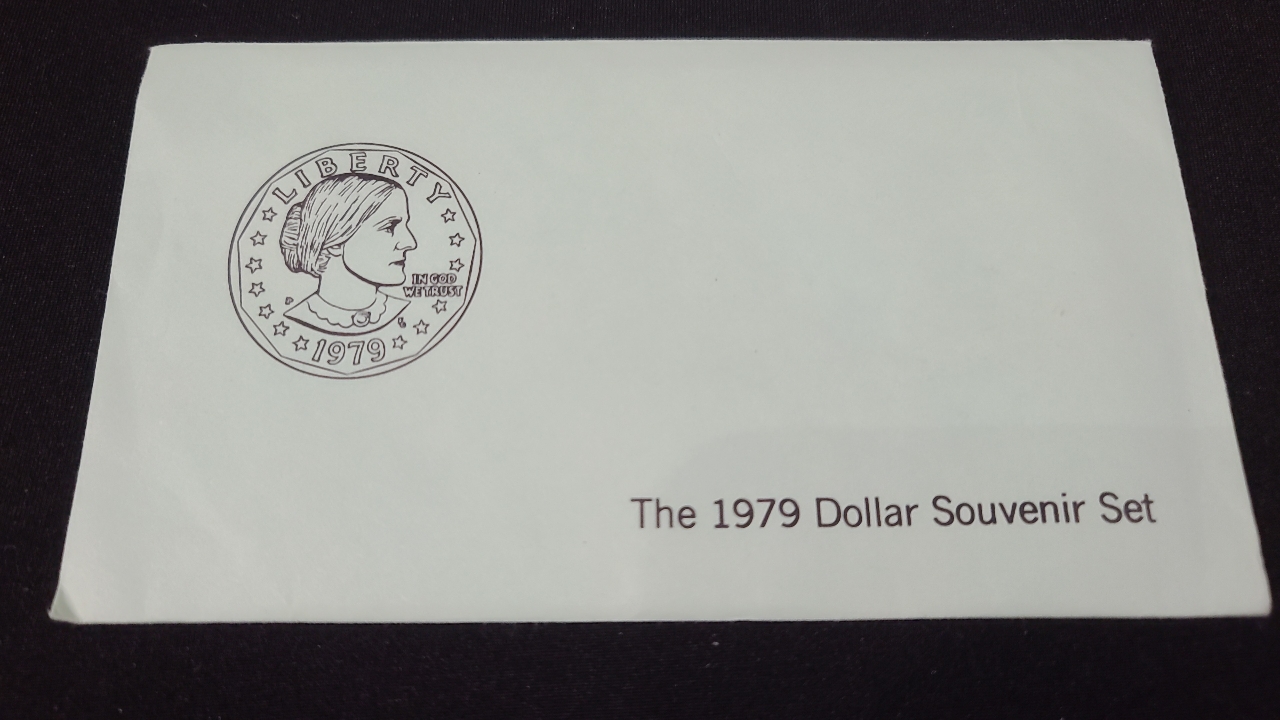 LIBERTY
IN GOD
WE TRUST
P
1979
The 1979 Dollar Souvenir Set